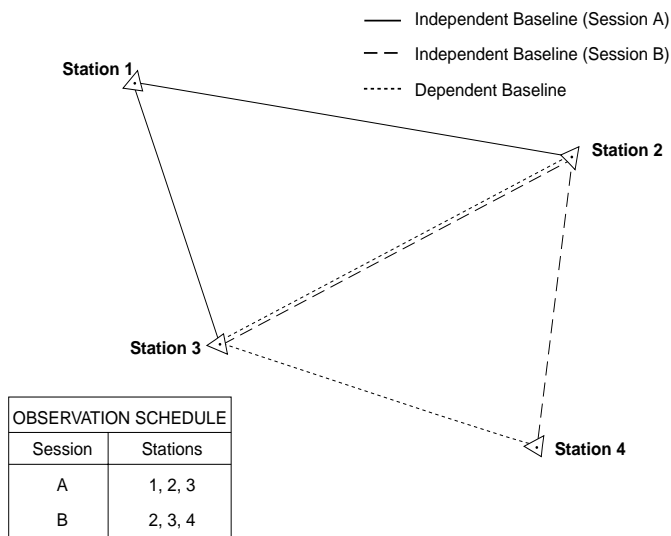 Independent Baseline (Session A)
Independent Baseline (Session B)
Dependent Baseline
Station 1
Station 2
Station 3
Station 4
OBSERVATION SCHEDULE
Session Stations
A 1, 2, 3
B 2, 3, 4